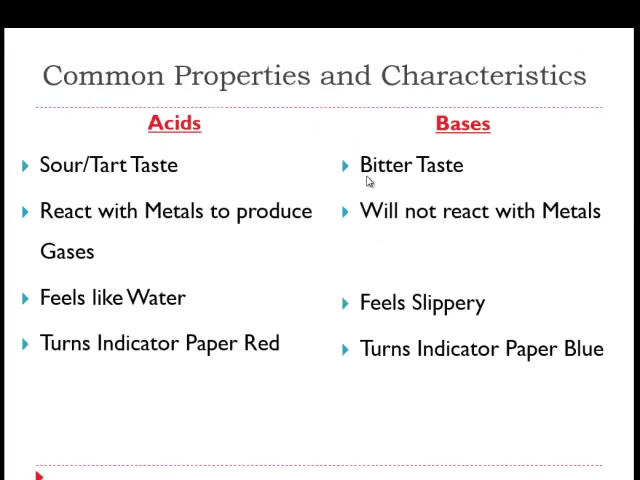 Common Properties and Characteristics
Acids
Sour/Tart Taste
React with Metals to produce
Gases
Feels like Water
Turns Indicator Paper Red
Bases
Bitter Taste
Will not react with Metals
Feels Slippery
Turns Indicator Paper Blue